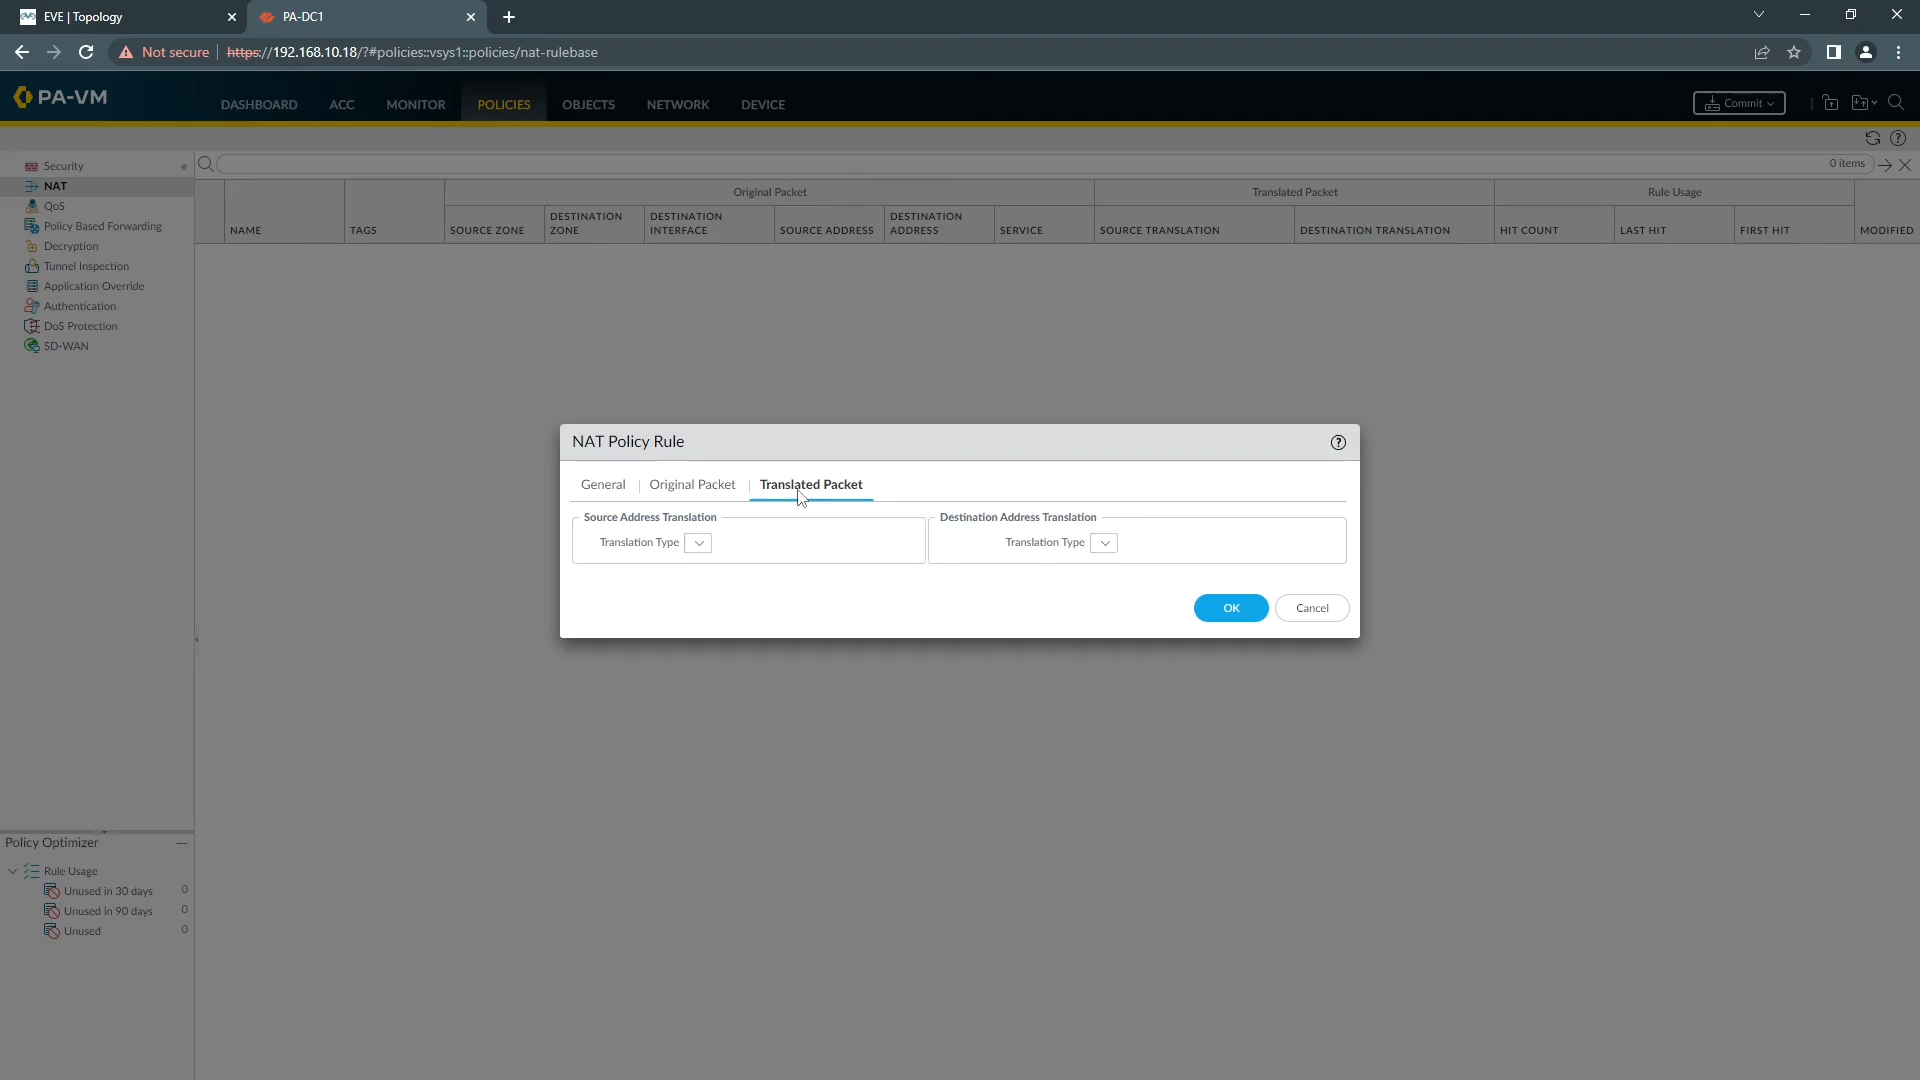 EVE | Topology
PA-DC1
Not secure
https://192.168.10.18/?#policies::vsys1::policies/nat-rulebase
PA-VM
DASHBOARD
ACC
MONITOR
POLICIES
OBJECTS
NETWORK
DEVICE
Commit
Security
NAT
QoS
Policy Based Forwarding
Decryption
Tunnel Inspection
Application Override
Authentication
DoS Protection
SD-WAN
0 items
Original Packet
Translated Packet
Rule Usage
NAME
TAGS
SOURCE ZONE
DESTINATION
ZONE
DESTINATION
INTERFACE
SOURCE ADDRESS
DESTINATION
ADDRESS
SERVICE
SOURCE TRANSLATION
DESTINATION TRANSLATION
HIT COUNT
LAST HIT
FIRST HIT
MODIFIED
NAT Policy Rule
General
Original Packet
Translated Packet
Source Address Translation
Translation Type
Destination Address Translation
Translation Type
OK
Cancel
Policy Optimizer
Rule Usage
Unused in 30 days 0
Unused in 90 days 0
Unused 0